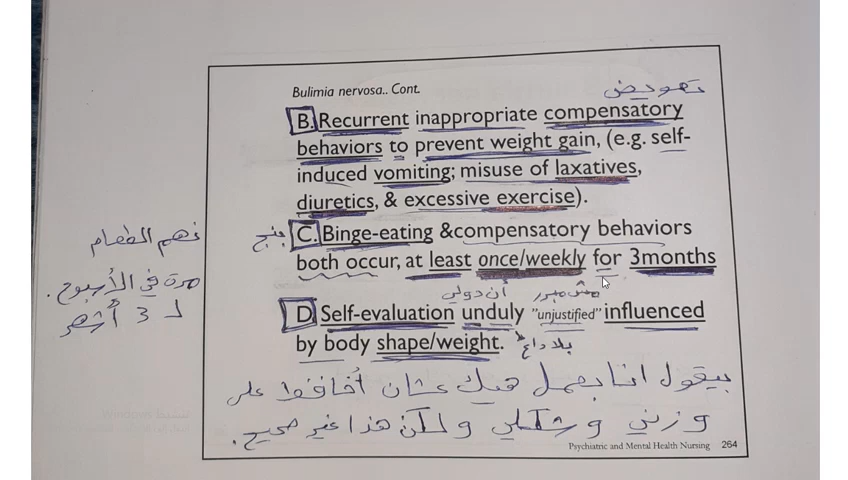 Bulimia nervosa.. Cont.
تعويض
B. Recurrent inappropriate compensatory
behaviors to prevent weight gain, (e.g. self-
induced vomiting; misuse of laxatives,
diuretics, & excessive exercise).
بنج
C. Binge-eating &compensatory behaviors
both occur, at least once/weekly for 3months
نهم الطعام
مرة في الأسبوع.
لـ 3 أشهر
أن دولي
مش مبرر
D. Self-evaluation unduly "unjustified" influenced
بلا داع
by body shape/weight.
بيقول انا بعمل هيك عشان أحافظ على
وزني وشكلي ولكن هذا غير صحيح.
Psychiatric and Mental Health Nursing 264